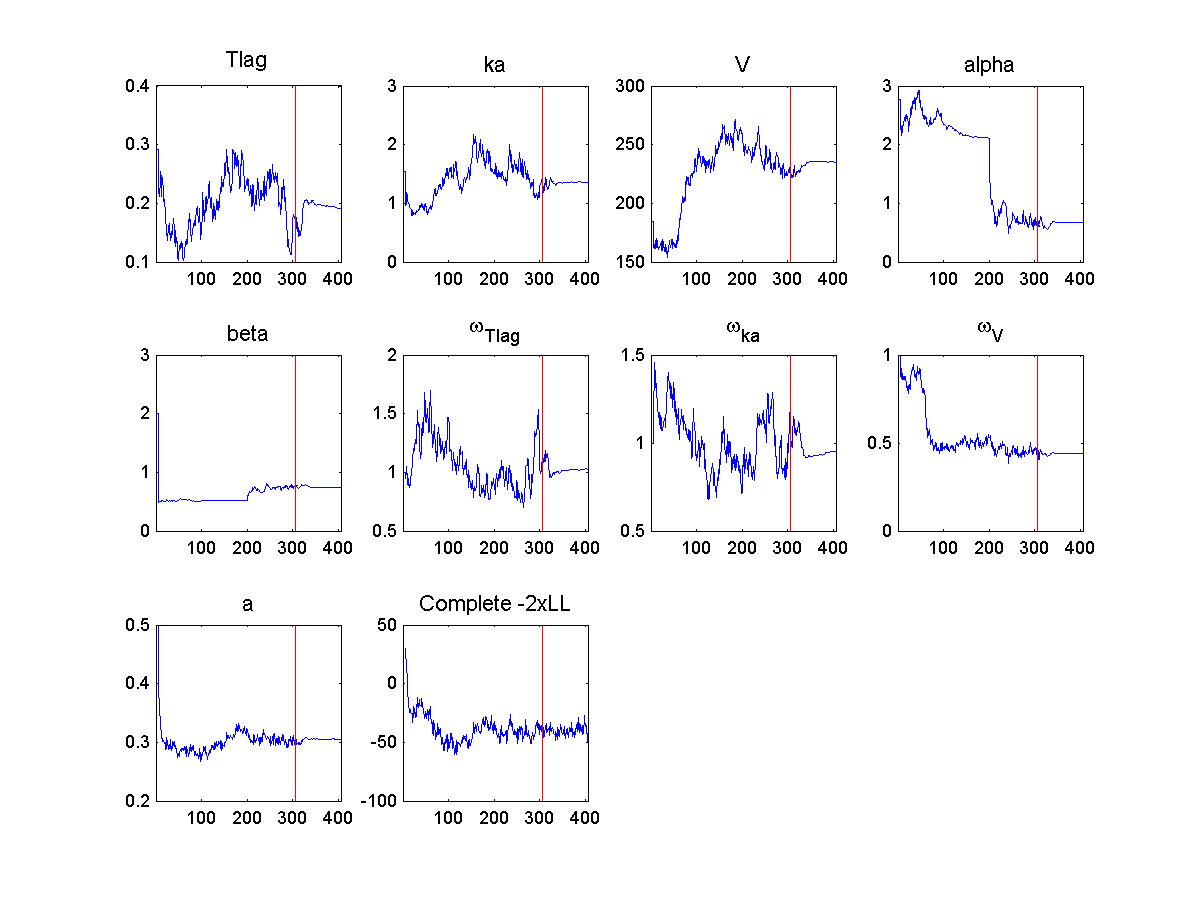 Tlag ka V alpha
0.4 3 300 3
0.3 2 250 2
0.2 1 200 1
0.1 0 150 0
100 200 300 400 100 200 300 400 100 200 300 400 100 200 300 400
beta ωTlag ωka ωV
3 2 1.5 1
2 1.5 1 0.5
1 1 0.5 0
0 0.5
100 200 300 400 100 200 300 400 100 200 300 400 100 200 300 400
a Complete -2xLL
0.5 50
0.4 0
0.3 -50
0.2 -100
100 200 300 400 100 200 300 400